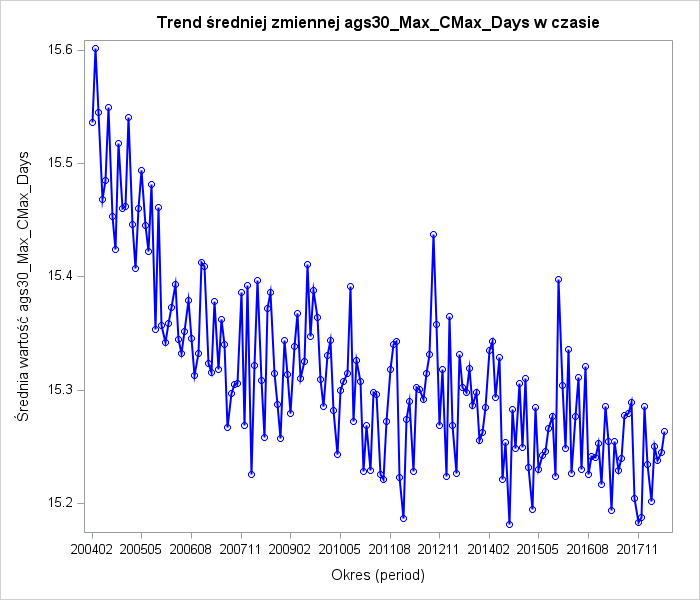 Trend średniej zmiennej ags30_Max_CMax_Days w czasie
Średnia wartość ags30_Max_CMax_Days
15.6
15.5
15.4
15.3
15.2
200402 200505 200608 200711 200902 201005 201108 201211 201402 201505 201608 201711
Okres (period)